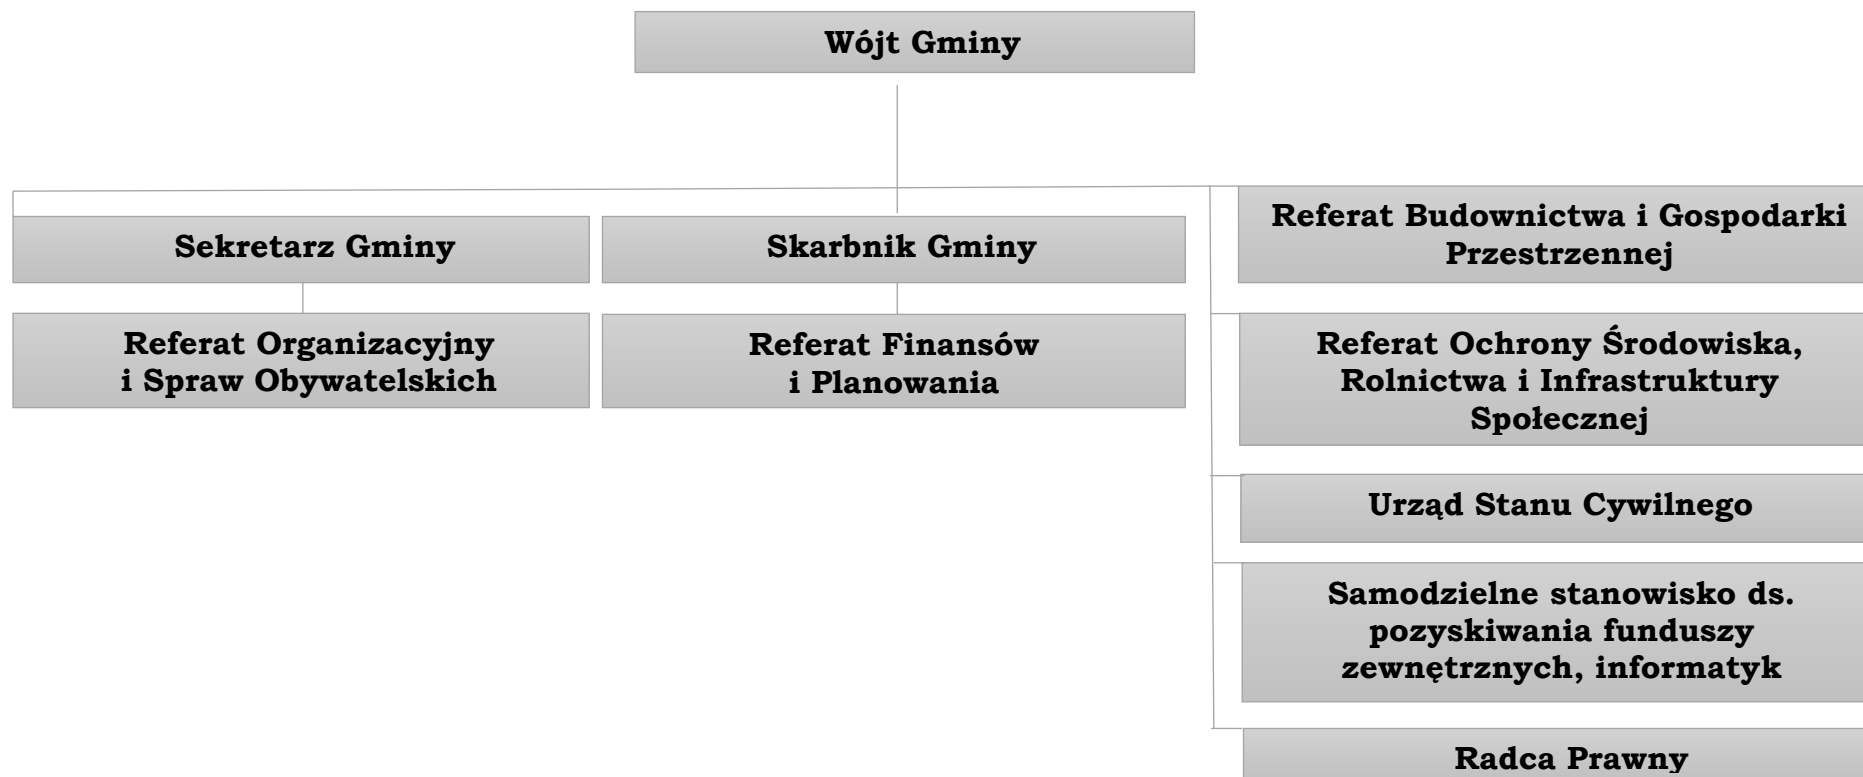 Wójt Gminy
Sekretarz Gminy
Referat Organizacyjny
i Spraw Obywatelskich
Skarbnik Gminy
Referat Finansów
i Planowania
Referat Budownictwa i Gospodarki
Przestrzennej
Referat Ochrony Środowiska,
Rolnictwa i Infrastruktury
Społecznej
Urząd Stanu Cywilnego
Samodzielne stanowisko ds.
pozyskiwania funduszy
zewnętrznych, informatyk
Radca Prawny